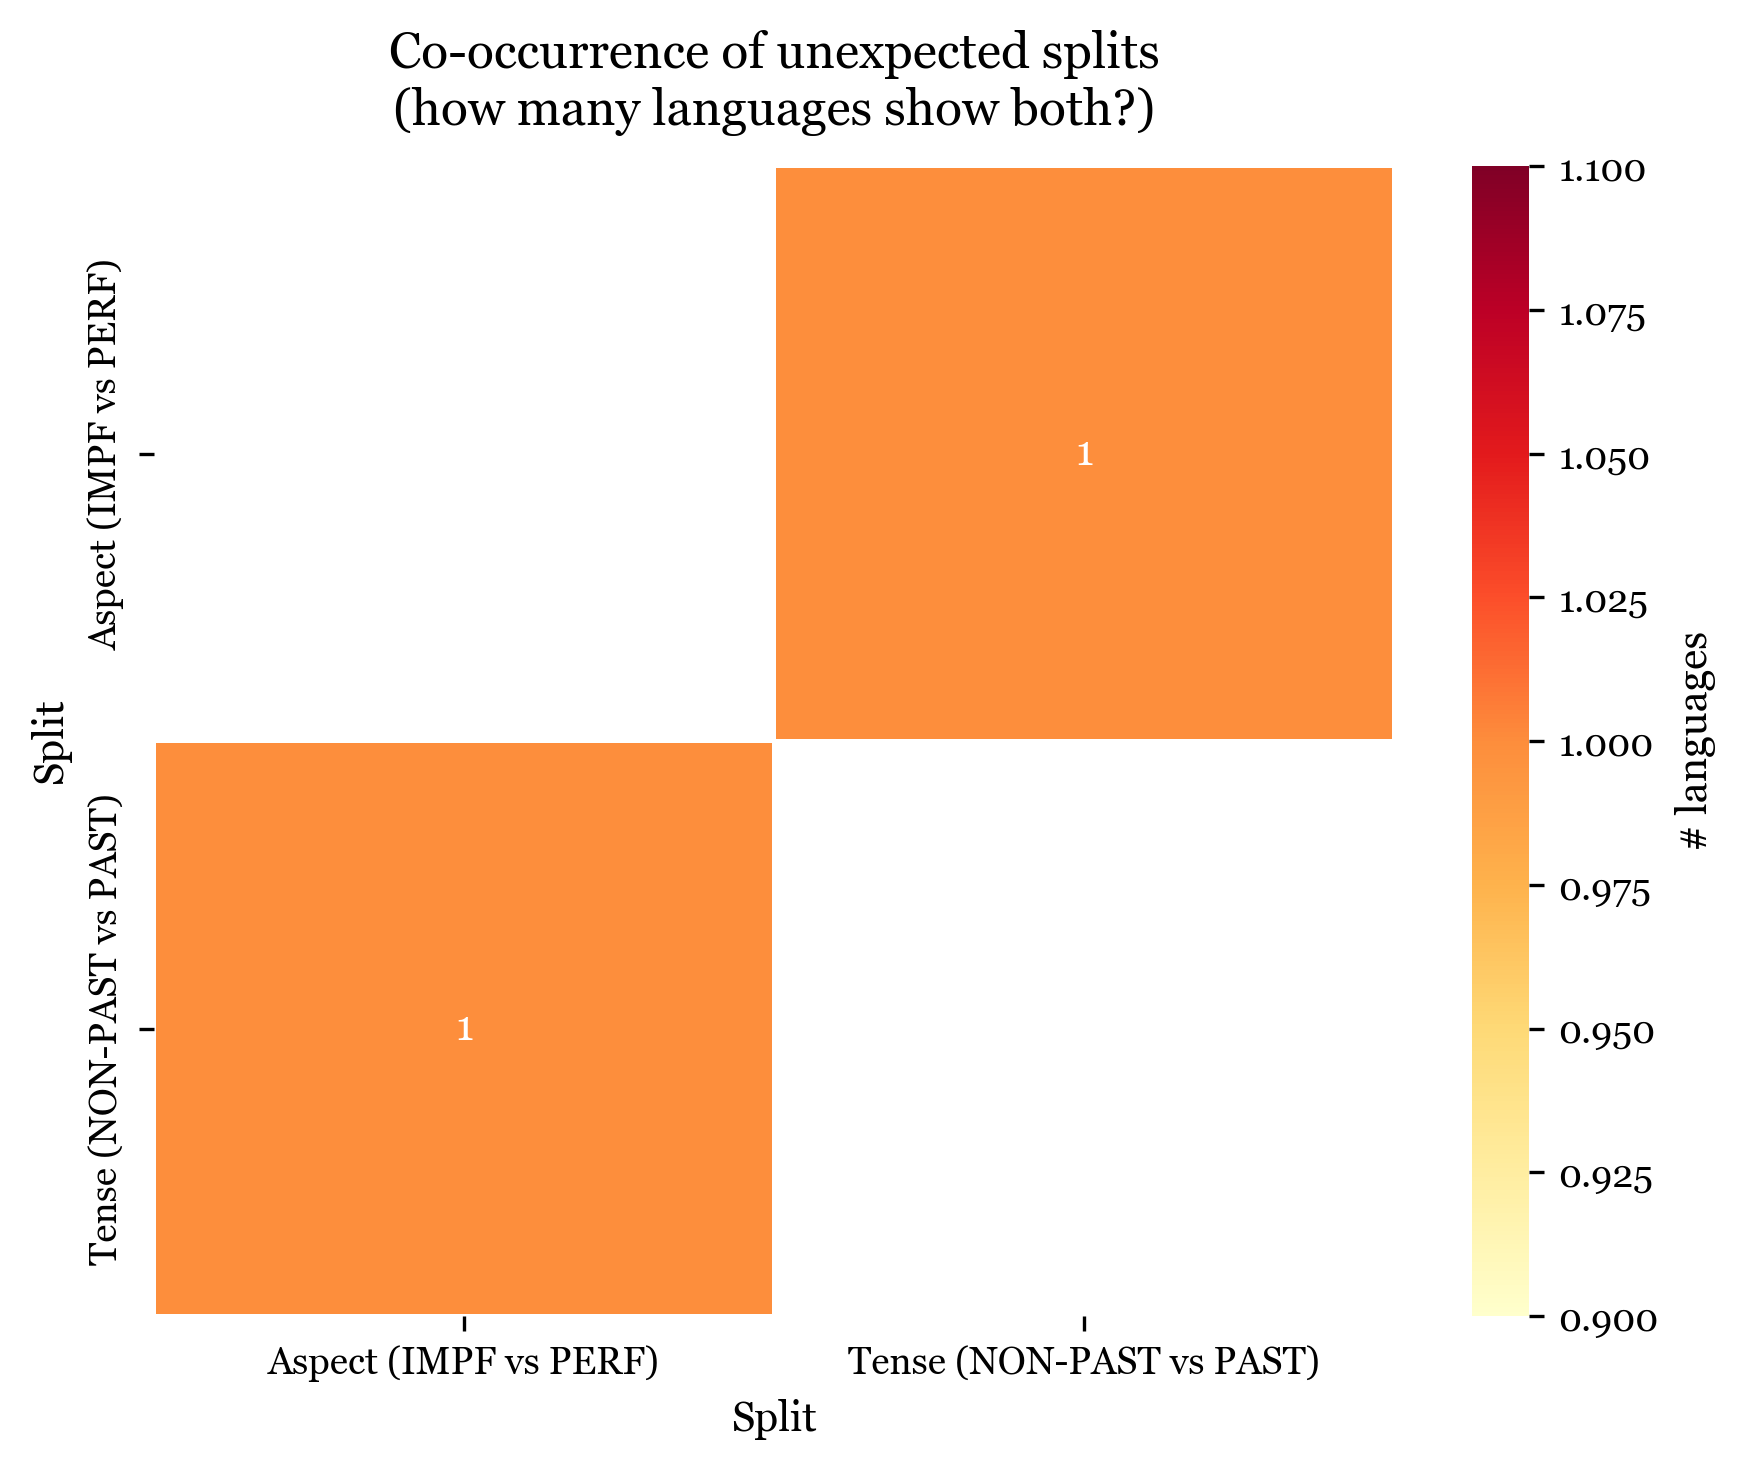 Co-occurrence of unexpected splits
(how many languages show both?)
Split
Aspect (IMPF vs PERF)
Tense (NON-PAST vs PAST)
1
1
Aspect (IMPF vs PERF)
Tense (NON-PAST vs PAST)
Split
1.100
1.075
1.050
1.025
1.000
0.975
0.950
0.925
0.900
# languages